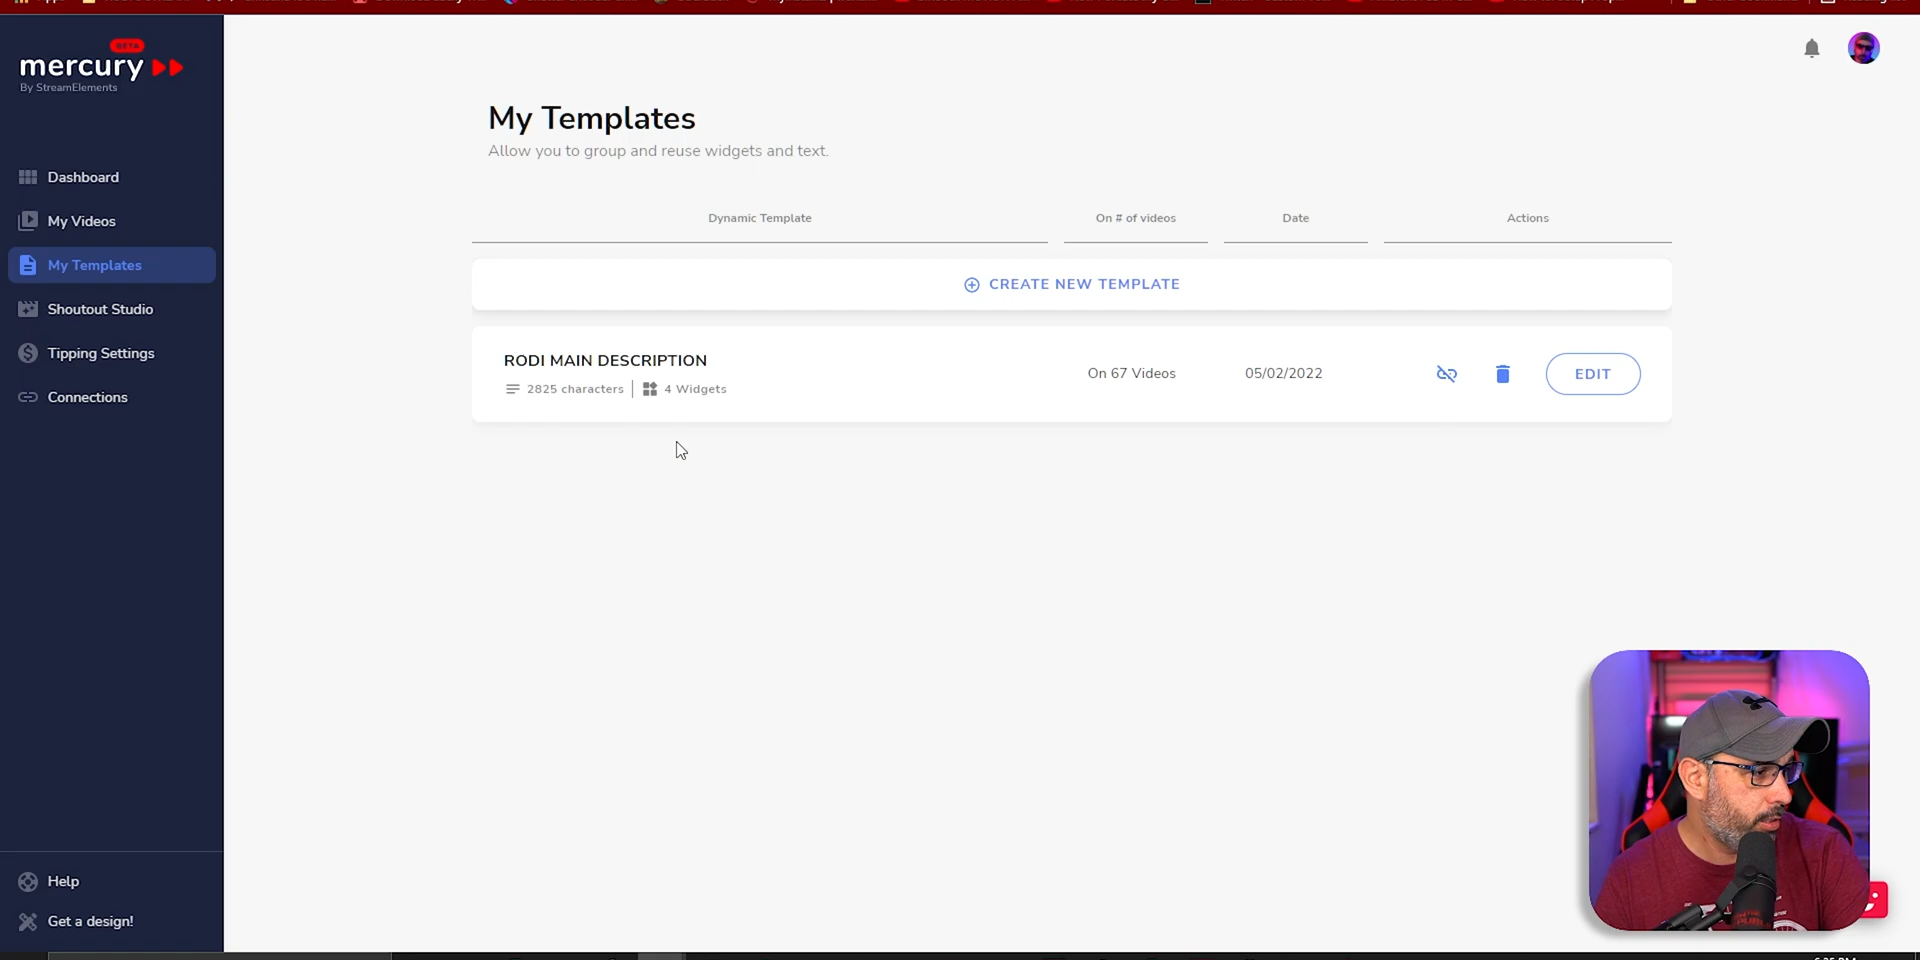 BETA
mercury
By StreamElements
Dashboard
My Videos
My Templates
Shoutout Studio
Tipping Settings
Connections
Help
Get a design!
My Templates
Allow you to group and reuse widgets and text.
Dynamic Template
On # of videos
Date
Actions
CREATE NEW TEMPLATE
RODI MAIN DESCRIPTION
2825 characters
4 Widgets
On 67 Videos
05/02/2022
EDIT